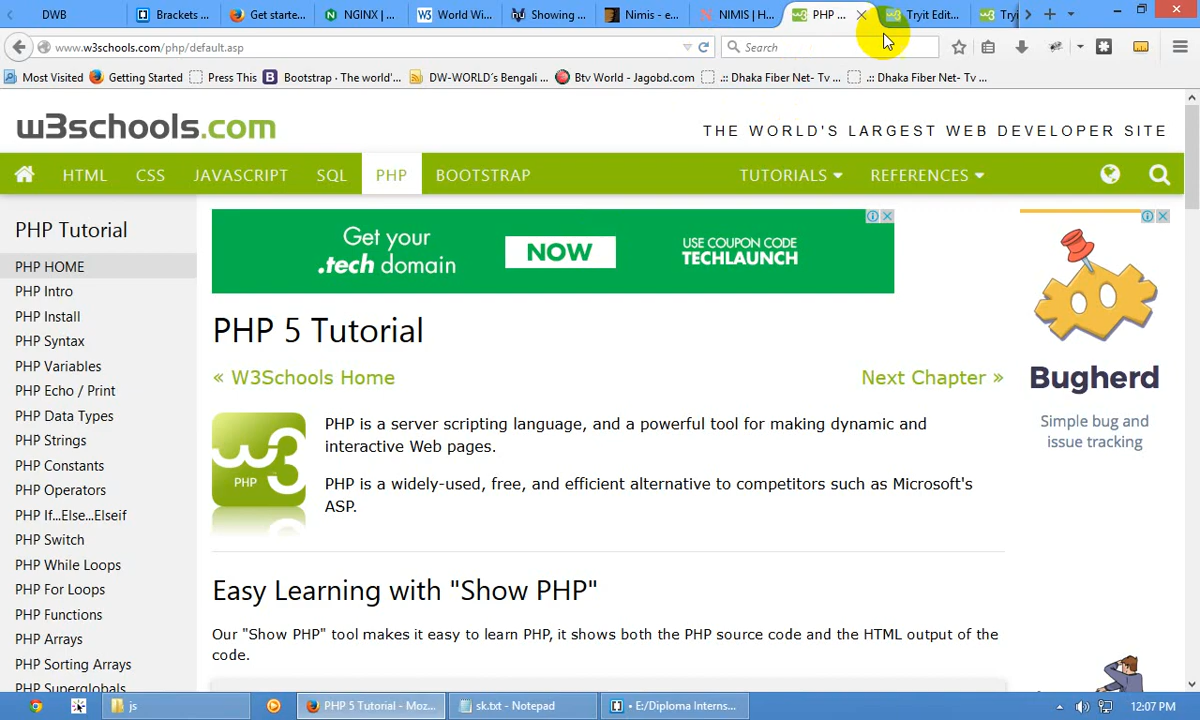 DWB
Brackets ...
Get starte...
NGINX | ...
World Wi...
Showing ...
Nimis - e...
NIMIS | H...
PHP ...
Tryit Edit...
Tryi
www.w3schools.com/php/default.asp
Search
Most Visited
Getting Started
Press This
Bootstrap · The world'...
DW-WORLD´s Bengali ...
Btv World - Jagobd.com
.:: Dhaka Fiber Net- Tv ...
.:: Dhaka Fiber Net- Tv ...
w3schools.com
THE WORLD'S LARGEST WEB DEVELOPER SITE
HTML CSS JAVASCRIPT SQL PHP BOOTSTRAP TUTORIALS REFERENCES
PHP Tutorial
PHP HOME
PHP Intro
PHP Install
PHP Syntax
PHP Variables
PHP Echo / Print
PHP Data Types
PHP Strings
PHP Constants
PHP Operators
PHP If...Else...Elseif
PHP Switch
PHP While Loops
PHP For Loops
PHP Functions
PHP Arrays
PHP Sorting Arrays
PHP Superglobals
Get your
.tech domain
NOW
USE COUPON CODE
TECHLAUNCH
PHP 5 Tutorial
« W3Schools Home
Next Chapter »
w3
PHP
PHP is a server scripting language, and a powerful tool for making dynamic and
interactive Web pages.
PHP is a widely-used, free, and efficient alternative to competitors such as Microsoft's
ASP.
Easy Learning with "Show PHP"
Our "Show PHP" tool makes it easy to learn PHP, it shows both the PHP source code and the HTML output of the
code.
Bugherd
Simple bug and
issue tracking
js
PHP 5 Tutorial - Moz...
sk.txt - Notepad
• E:/Diploma Interns...
12:07 PM